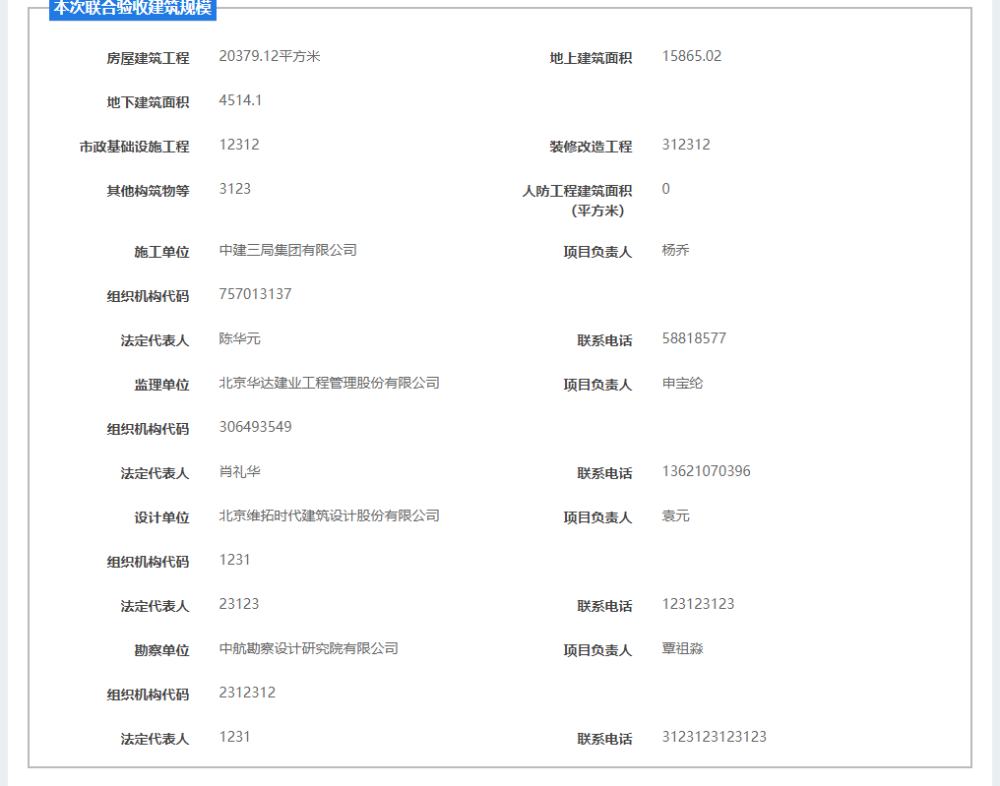 本次联合验收建筑规模
房屋建筑工程 20379.12平方米 地上建筑面积 15865.02
地下建筑面积 4514.1
市政基础设施工程 12312 装修改造工程 312312
其他构筑物等 3123 人防工程建筑面积 0
（平方米）
施工单位 中建三局集团有限公司 项目负责人 杨乔
组织机构代码 757013137
法定代表人 陈华元 联系电话 58818577
监理单位 北京华达建业工程管理股份有限公司 项目负责人 申宝纶
组织机构代码 306493549
法定代表人 肖礼华 联系电话 13621070396
设计单位 北京维拓时代建筑设计股份有限公司 项目负责人 袁元
组织机构代码 1231
法定代表人 23123 联系电话 123123123
勘察单位 中航勘察设计研究院有限公司 项目负责人 覃祖淼
组织机构代码 2312312
法定代表人 1231 联系电话 3123123123123